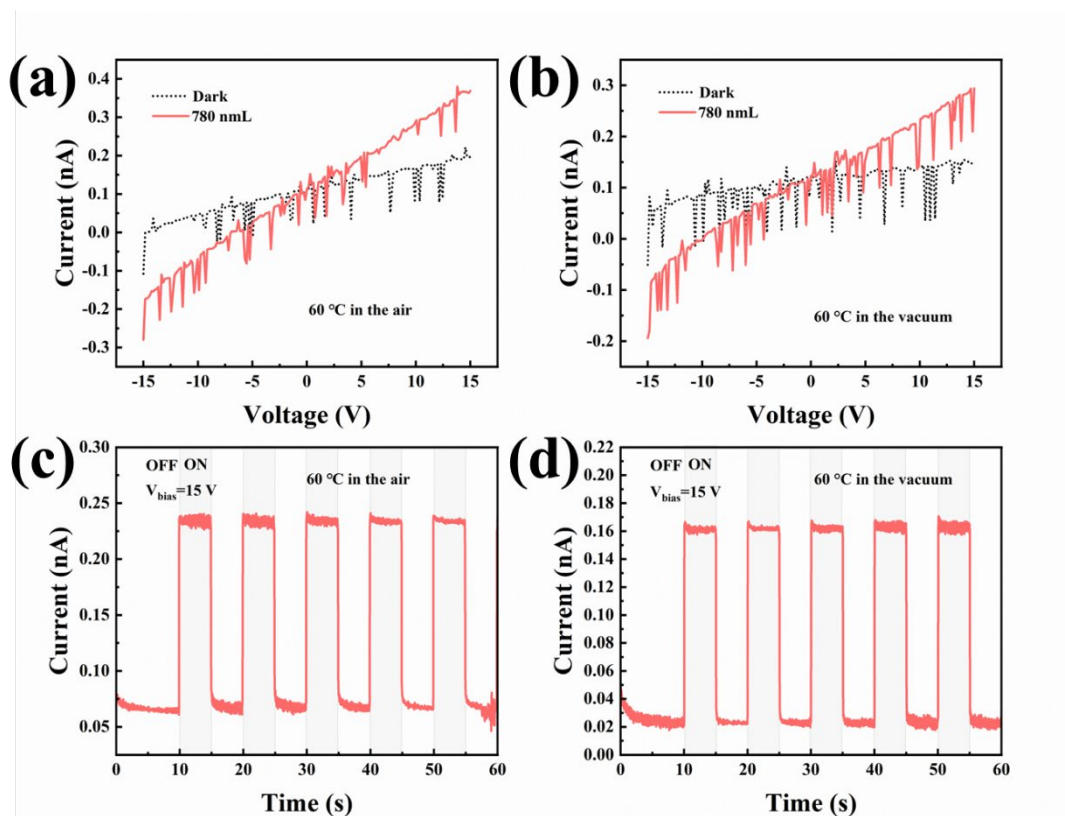 (a)
0.4
0.3
0.2
0.1
0.0
-0.1
-0.2
-0.3
Current (nA)
Dark
780 nmL
60 °C in the air
-15 -10 -5 0 5 10 15
Voltage (V)
(b)
0.3
0.2
0.1
0.0
-0.1
-0.2
Current (nA)
Dark
780 nmL
60 °C in the vacuum
-15 -10 -5 0 5 10 15
Voltage (V)
(c)
0.30
0.25
0.20
0.15
0.10
0.05
Current (nA)
OFF ON
V_bias=15 V
60 °C in the air
0 10 20 30 40 50 60
Time (s)
(d)
0.22
0.20
0.18
0.16
0.14
0.12
0.10
0.08
0.06
0.04
0.02
0.00
Current (nA)
OFF ON
V_bias=15 V
60 °C in the vacuum
0 10 20 30 40 50 60
Time (s)